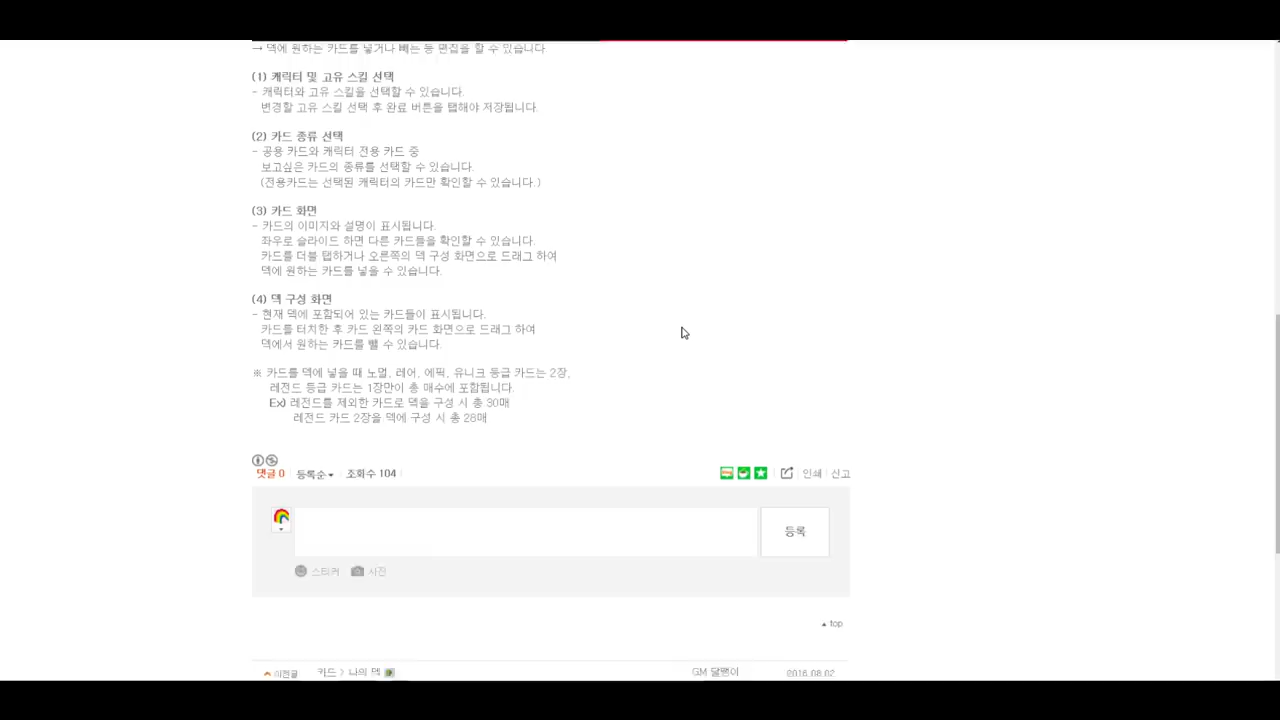 → 덱에 원하는 카드를 넣거나 빼는 등 편집을 할 수 있습니다
(1) 캐릭터 및 고유 스킬 선택
- 캐릭터와 고유 스킬을 선택할 수 있습니다.
변경할 고유 스킬 선택 후 완료 버튼을 탭해야 저장됩니다.
(2) 카드 종류 선택
- 공용 카드와 캐릭터 전용 카드 중
보고싶은 카드의 종류를 선택할 수 있습니다.
(전용카드는 선택된 캐릭터의 카드만 확인할 수 있습니다.)
(3) 카드 화면
- 카드의 이미지와 설명이 표시됩니다.
좌우로 슬라이드 하면 다른 카드들을 확인할 수 있습니다.
카드를 더블 탭하거나 오른쪽의 덱 구성 화면으로 드래그 하여
덱에 원하는 카드를 넣을 수 있습니다.
(4) 덱 구성 화면
- 현재 덱에 포함되어 있는 카드들이 표시됩니다.
카드를 터치한 후 카드 왼쪽의 카드 화면으로 드래그 하여
덱에서 원하는 카드를 뺄 수 있습니다.
※ 카드를 덱에 넣을 때 노멀, 레어, 에픽, 유니크 등급 카드는 2장,
레전드 등급 카드는 1장만이 총 매수에 포함됩니다.
Ex) 레전드를 제외한 카드로 덱을 구성 시 총 30매
레전드 카드 2장을 덱에 구성 시 총 28매
댓글 0 등록순 조회수 104 인쇄 신고
등록
스티커 사진
top
이전글 카드 > 나의 덱 GM 달팽이 2016.08.02